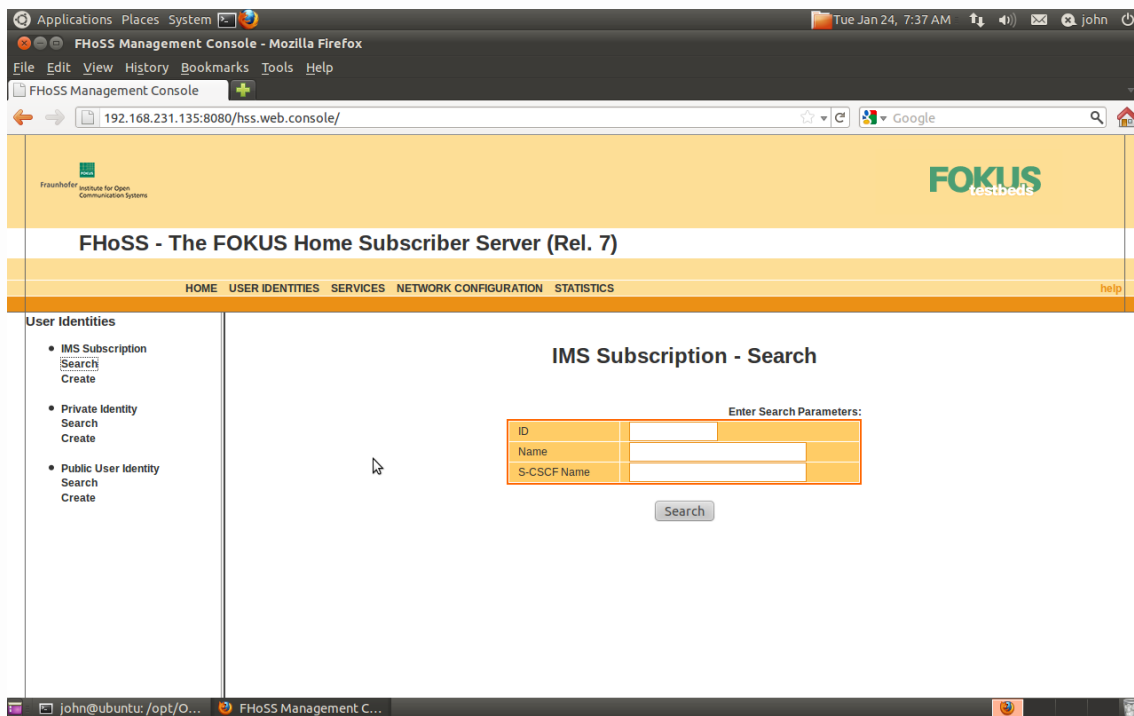 Applications Places System Tue Jan 24, 7:37 AM john
FHoSS Management Console - Mozilla Firefox
File Edit View History Bookmarks Tools Help
FHoSS Management Console
192.168.231.135:8080/hss.web.console/ Google
FOKUS
Fraunhofer Institute for Open
Communication Systems
FOKUS
testbeds
FHoSS - The FOKUS Home Subscriber Server (Rel. 7)
HOME USER IDENTITIES SERVICES NETWORK CONFIGURATION STATISTICS help
User Identities
IMS Subscription
Search
Create
Private Identity
Search
Create
Public User Identity
Search
Create
IMS Subscription - Search
Enter Search Parameters:
ID
Name
S-CSCF Name
Search
john@ubuntu: /opt/O... FHoSS Management C...